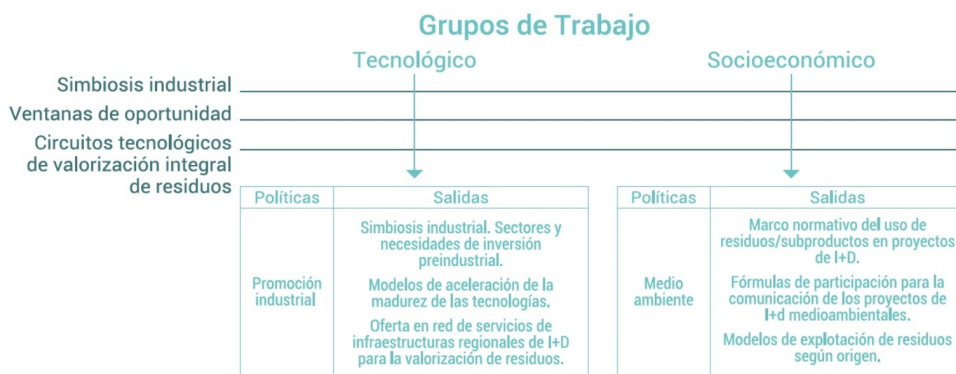 Grupos de Trabajo
Tecnológico
Socioeconómico
Simbiosis industrial
Ventanas de oportunidad
Circuitos tecnológicos
de valorización integral
de residuos
Políticas
Salidas
Promoción
industrial
Simbiosis industrial. Sectores y
necesidades de inversión
preindustrial.
Modelos de aceleración de la
madurez de las tecnologías.
Oferta en red de servicios de
infraestructuras regionales de I+D
para la valorización de residuos.
Políticas
Salidas
Medio
ambiente
Marco normativo del uso de
residuos/subproductos en proyectos
de I+D.
Fórmulas de participación para la
comunicación de los proyectos de
I+d medioambientales.
Modelos de explotación de residuos
según origen.